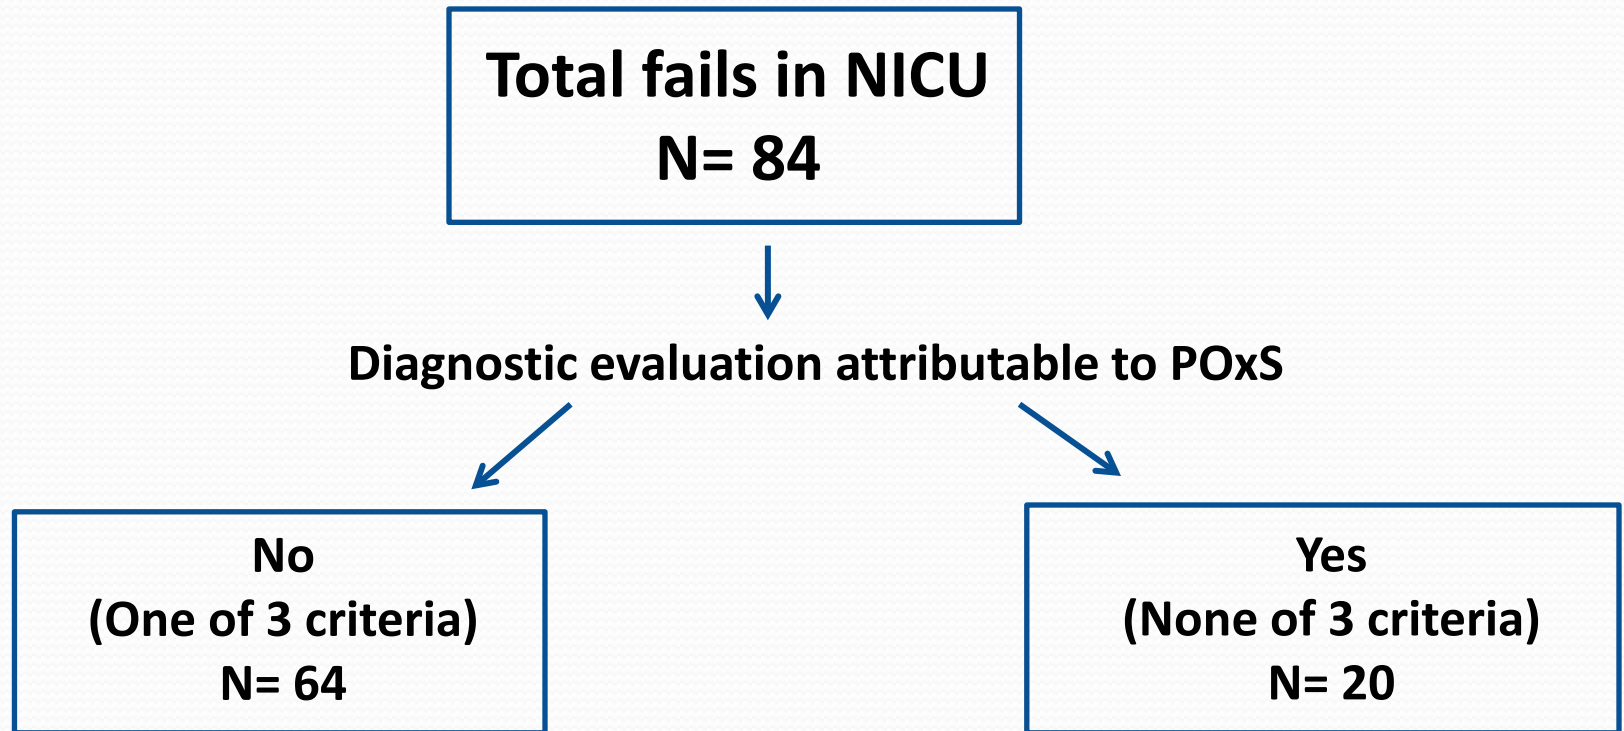 Total fails in NICU
N= 84
Diagnostic evaluation attributable to POxS
No
(One of 3 criteria)
N= 64
Yes
(None of 3 criteria)
N= 20